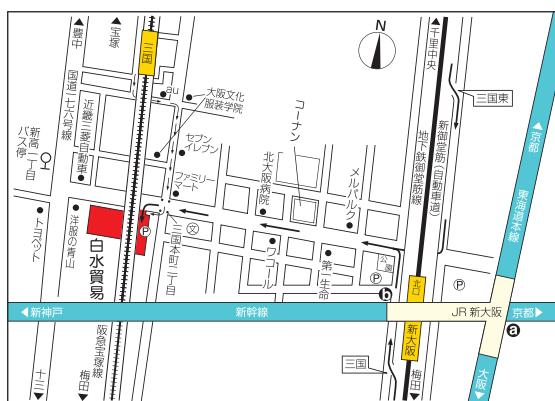 N
▲豊中
▲宝塚
三国
▲千里中央
三国東
au
大阪文化
服装学院
国道一七六号線
近畿三菱自動車
新高一丁目
バス停
セブン
イレブン
ファミリー
マート
コーナン
北大阪病院
メルパルク
地下鉄御堂筋線
新御堂筋(自動車道)
▲京都
東海道本線
トヨペット
洋服の青山
白水貿易
P
三国本町二丁目
文
ワコール
第一生命
公園
P
P
北口
b
◀新神戸
新幹線
JR 新大阪
京都▶
新大阪
a
阪急宝塚線
三国
十三▼
梅田▼
梅田▼
大阪▼